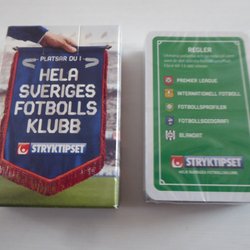 PLATSAR DU I
HELA
SVERIGES
FOTBOLLS
KLUBB
STRYKTIPSET
REGLER
PREMIER LEAGUE
INTERNATIONELL FOTBOLL
FOTBOLLSPROFILER
FOTBOLLSGEOGRAFI
BLANDAT
STRYKTIPSET
HELA SVERIGES FOTBOLLSKLUBB